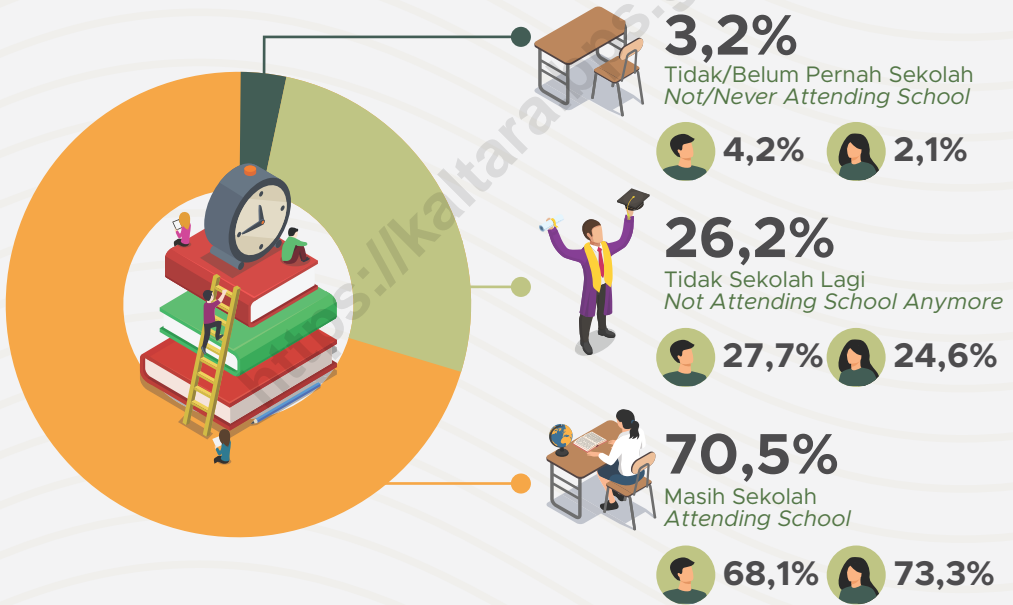 3,2%
Tidak/Belum Pernah Sekolah
Not/Never Attending School
4,2%
2,1%
26,2%
Tidak Sekolah Lagi
Not Attending School Anymore
27,7%
24,6%
70,5%
Masih Sekolah
Attending School
68,1%
73,3%